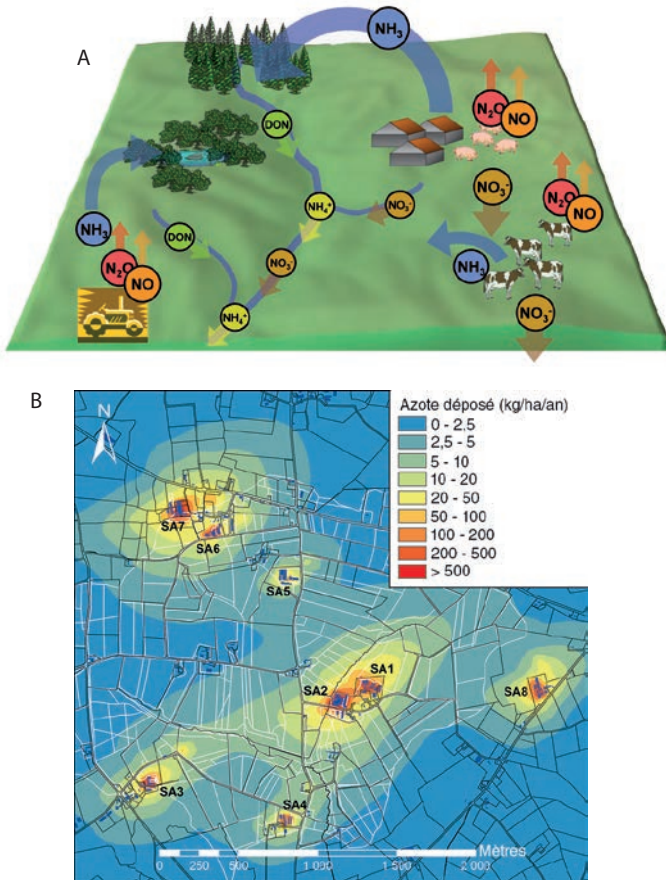 A
NH₃
N₂O
NO
DON
N₂O
NO
NO₃⁻
NH₄⁺
NO₃⁻
NH₃
DON
NH₃
N₂O
NO
NO₃⁻
NO₃⁻
NH₄⁺
B
N
Azote déposé (kg/ha/an)
0 - 2,5
2,5 - 5
5 - 10
10 - 20
20 - 50
50 - 100
100 - 200
200 - 500
> 500
SA7
SA6
SA5
SA1
SA2
SA8
SA3
SA4
Mètres
0 250 500 1 000 1 500 2 000